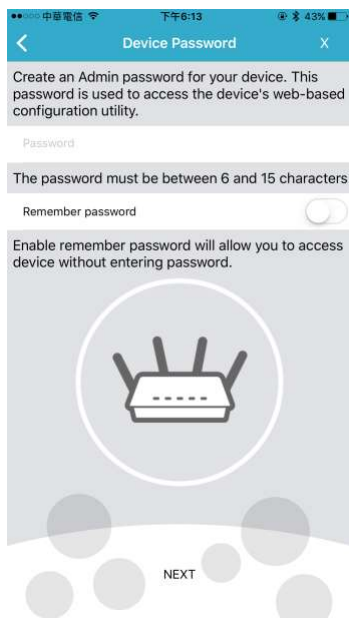 中華電信 下午6:13 43%
Device Password X
Create an Admin password for your device. This
password is used to access the device's web-based
configuration utility.
Password
The password must be between 6 and 15 characters
Remember password
Enable remember password will allow you to access
device without entering password.
NEXT